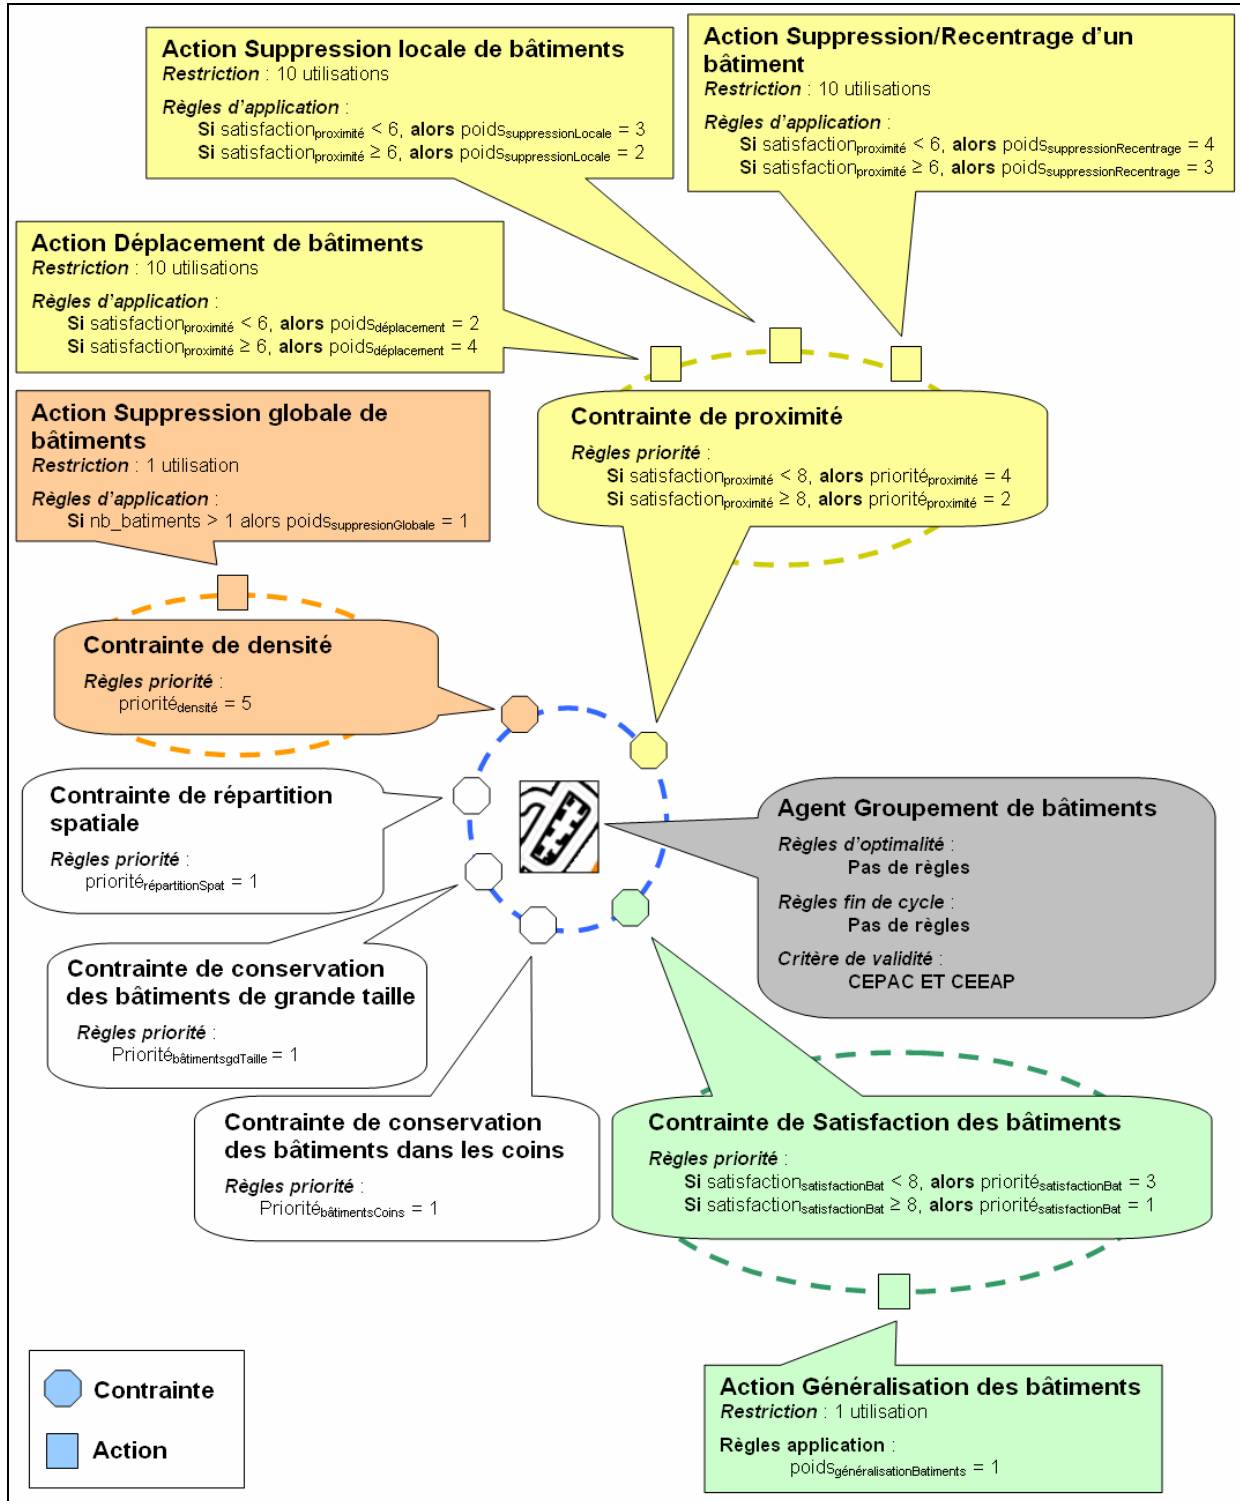 Action Suppression locale de bâtiments
Restriction : 10 utilisations
Règles d'application :
Si satisfactionproximité < 6, alors poidssuppressionLocale = 3
Si satisfactionproximité ≥ 6, alors poidssuppressionLocale = 2
Action Suppression/Recentrage d'un
bâtiment
Restriction : 10 utilisations
Règles d'application :
Si satisfactionproximité < 6, alors poidssuppressionRecentrage = 4
Si satisfactionproximité ≥ 6, alors poidssuppressionRecentrage = 3
Action Déplacement de bâtiments
Restriction : 10 utilisations
Règles d'application :
Si satisfactionproximité < 6, alors poidsdéplacement = 2
Si satisfactionproximité ≥ 6, alors poidsdéplacement = 4
Action Suppression globale de
bâtiments
Restriction : 1 utilisation
Règles d'application :
Si nb_batiments > 1 alors poidssuppresionGlobale = 1
Contrainte de proximité
Règles priorité :
Si satisfactionproximité < 8, alors prioritéproximité = 4
Si satisfactionproximité ≥ 8, alors prioritéproximité = 2
Contrainte de densité
Règles priorité :
prioritédensité = 5
Contrainte de répartition
spatiale
Règles priorité :
prioritérépartitionSpat = 1
Agent Groupement de bâtiments
Règles d'optimalité :
Pas de règles
Règles fin de cycle :
Pas de règles
Critère de validité :
CEPAC ET CEEAP
Contrainte de conservation
des bâtiments de grande taille
Règles priorité :
PrioritébâtimentsgdTaille = 1
Contrainte de conservation
des bâtiments dans les coins
Règles priorité :
PrioritébâtimentsCoins = 1
Contrainte de Satisfaction des bâtiments
Règles priorité :
Si satisfactionsatisfactionBat < 8, alors prioritésatisfactionBat = 3
Si satisfactionsatisfactionBat ≥ 8, alors prioritésatisfactionBat = 1
Action Généralisation des bâtiments
Restriction : 1 utilisation
Règles application :
poidsgénéralisationBatiments = 1
Contrainte
Action